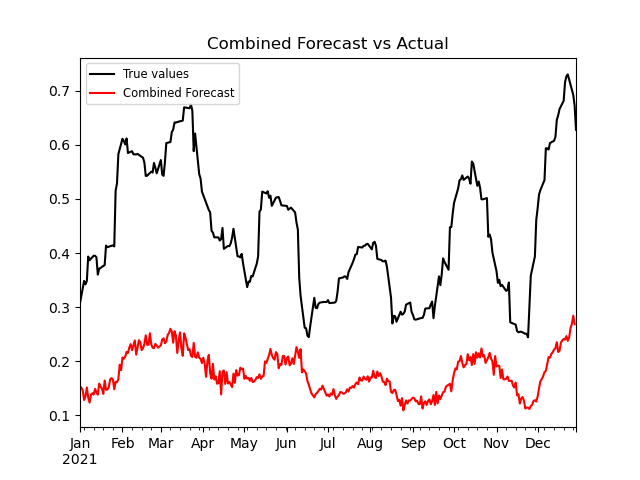 Combined Forecast vs Actual
True values
Combined Forecast
0.7
0.6
0.5
0.4
0.3
0.2
0.1
Jan Feb Mar Apr May Jun Jul Aug Sep Oct Nov Dec
2021